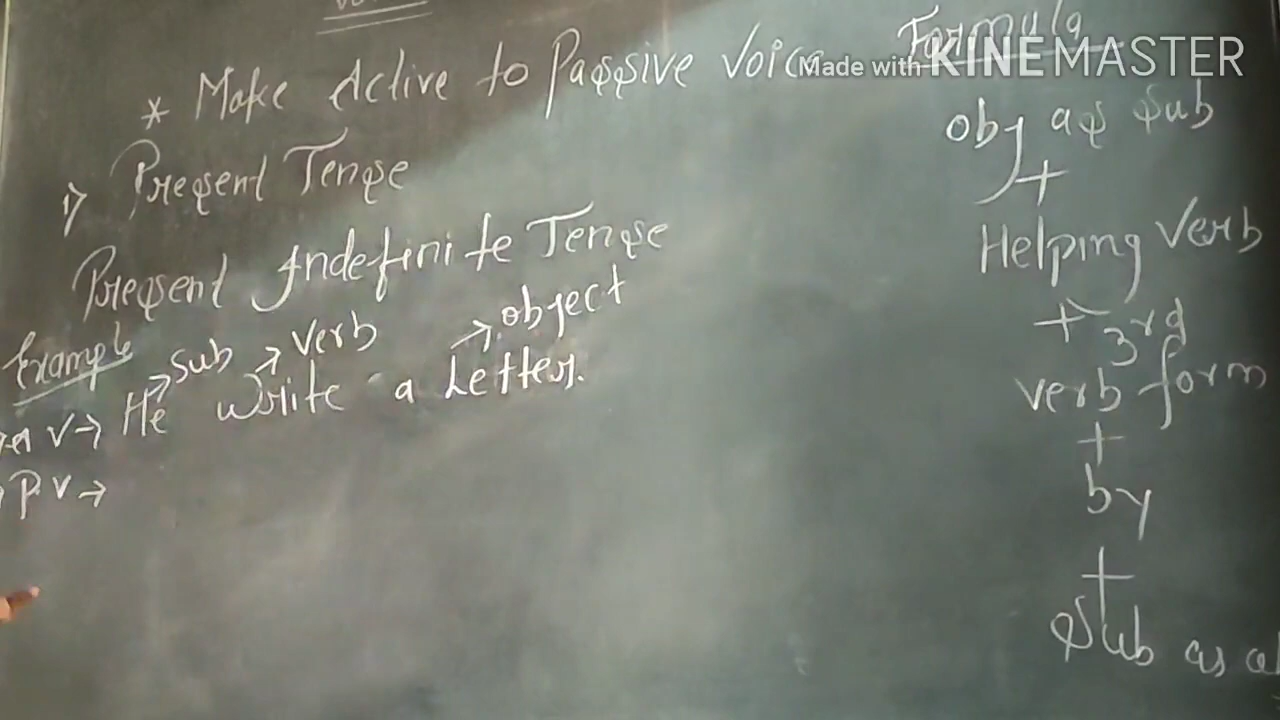 * Make Active to Passive Voice
1) Present Tense
Present Indefinite Tense
Example
sub verb object
A V → He write a Letter.
P.V →
Formula
Made with KINEMASTER
obj as sub
+
Helping Verb
+ 3rd
verb form
+
by
+
Sub as